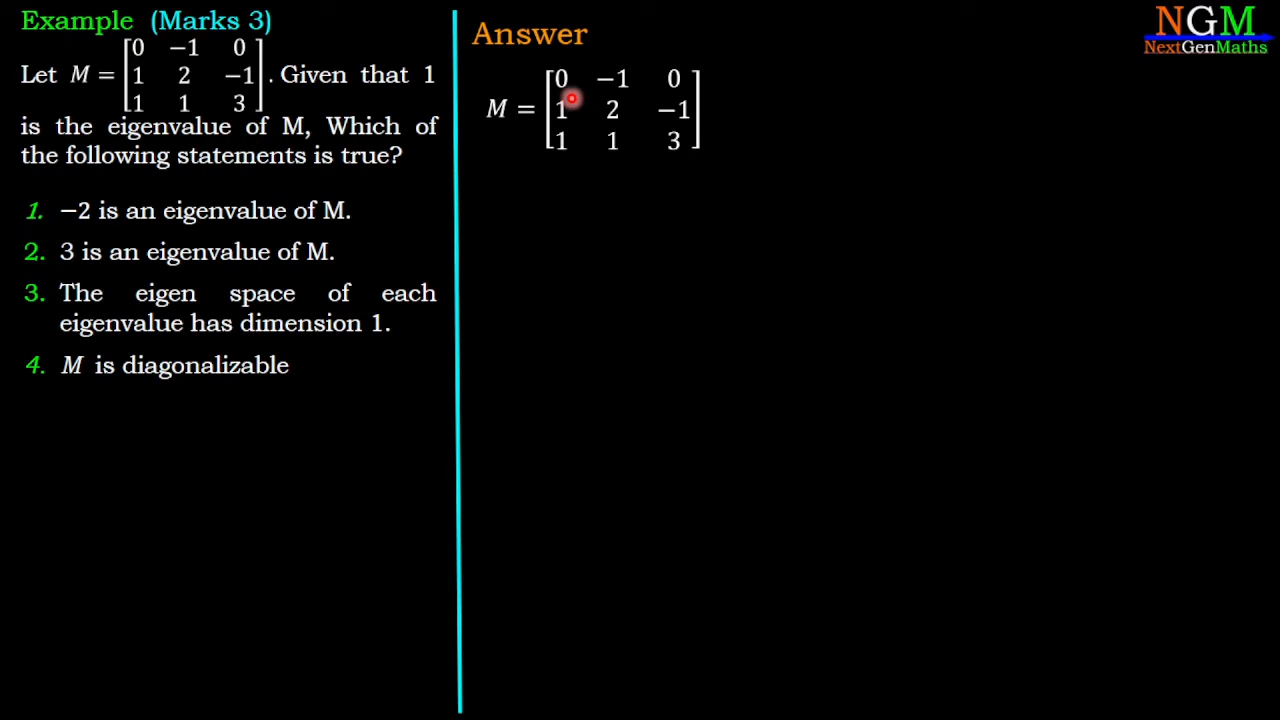 Example (Marks 3)
Let M = [0 −1 0
1 2 −1
1 1 3]. Given that 1
is the eigenvalue of M, Which of
the following statements is true?
1. −2 is an eigenvalue of M.
2. 3 is an eigenvalue of M.
3. The eigen space of each
eigenvalue has dimension 1.
4. M is diagonalizable
Answer
M = [0 −1 0
1 2 −1
1 1 3]
NGM
NextGenMaths